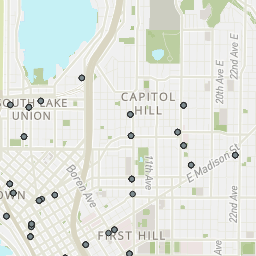 20th Ave E
22nd Ave E
CAPITOL
HILL
SOUTH LAKE
UNION
E Madison St
11th Ave
Boren Ave
OWN
22nd Ave
FIRST HILL